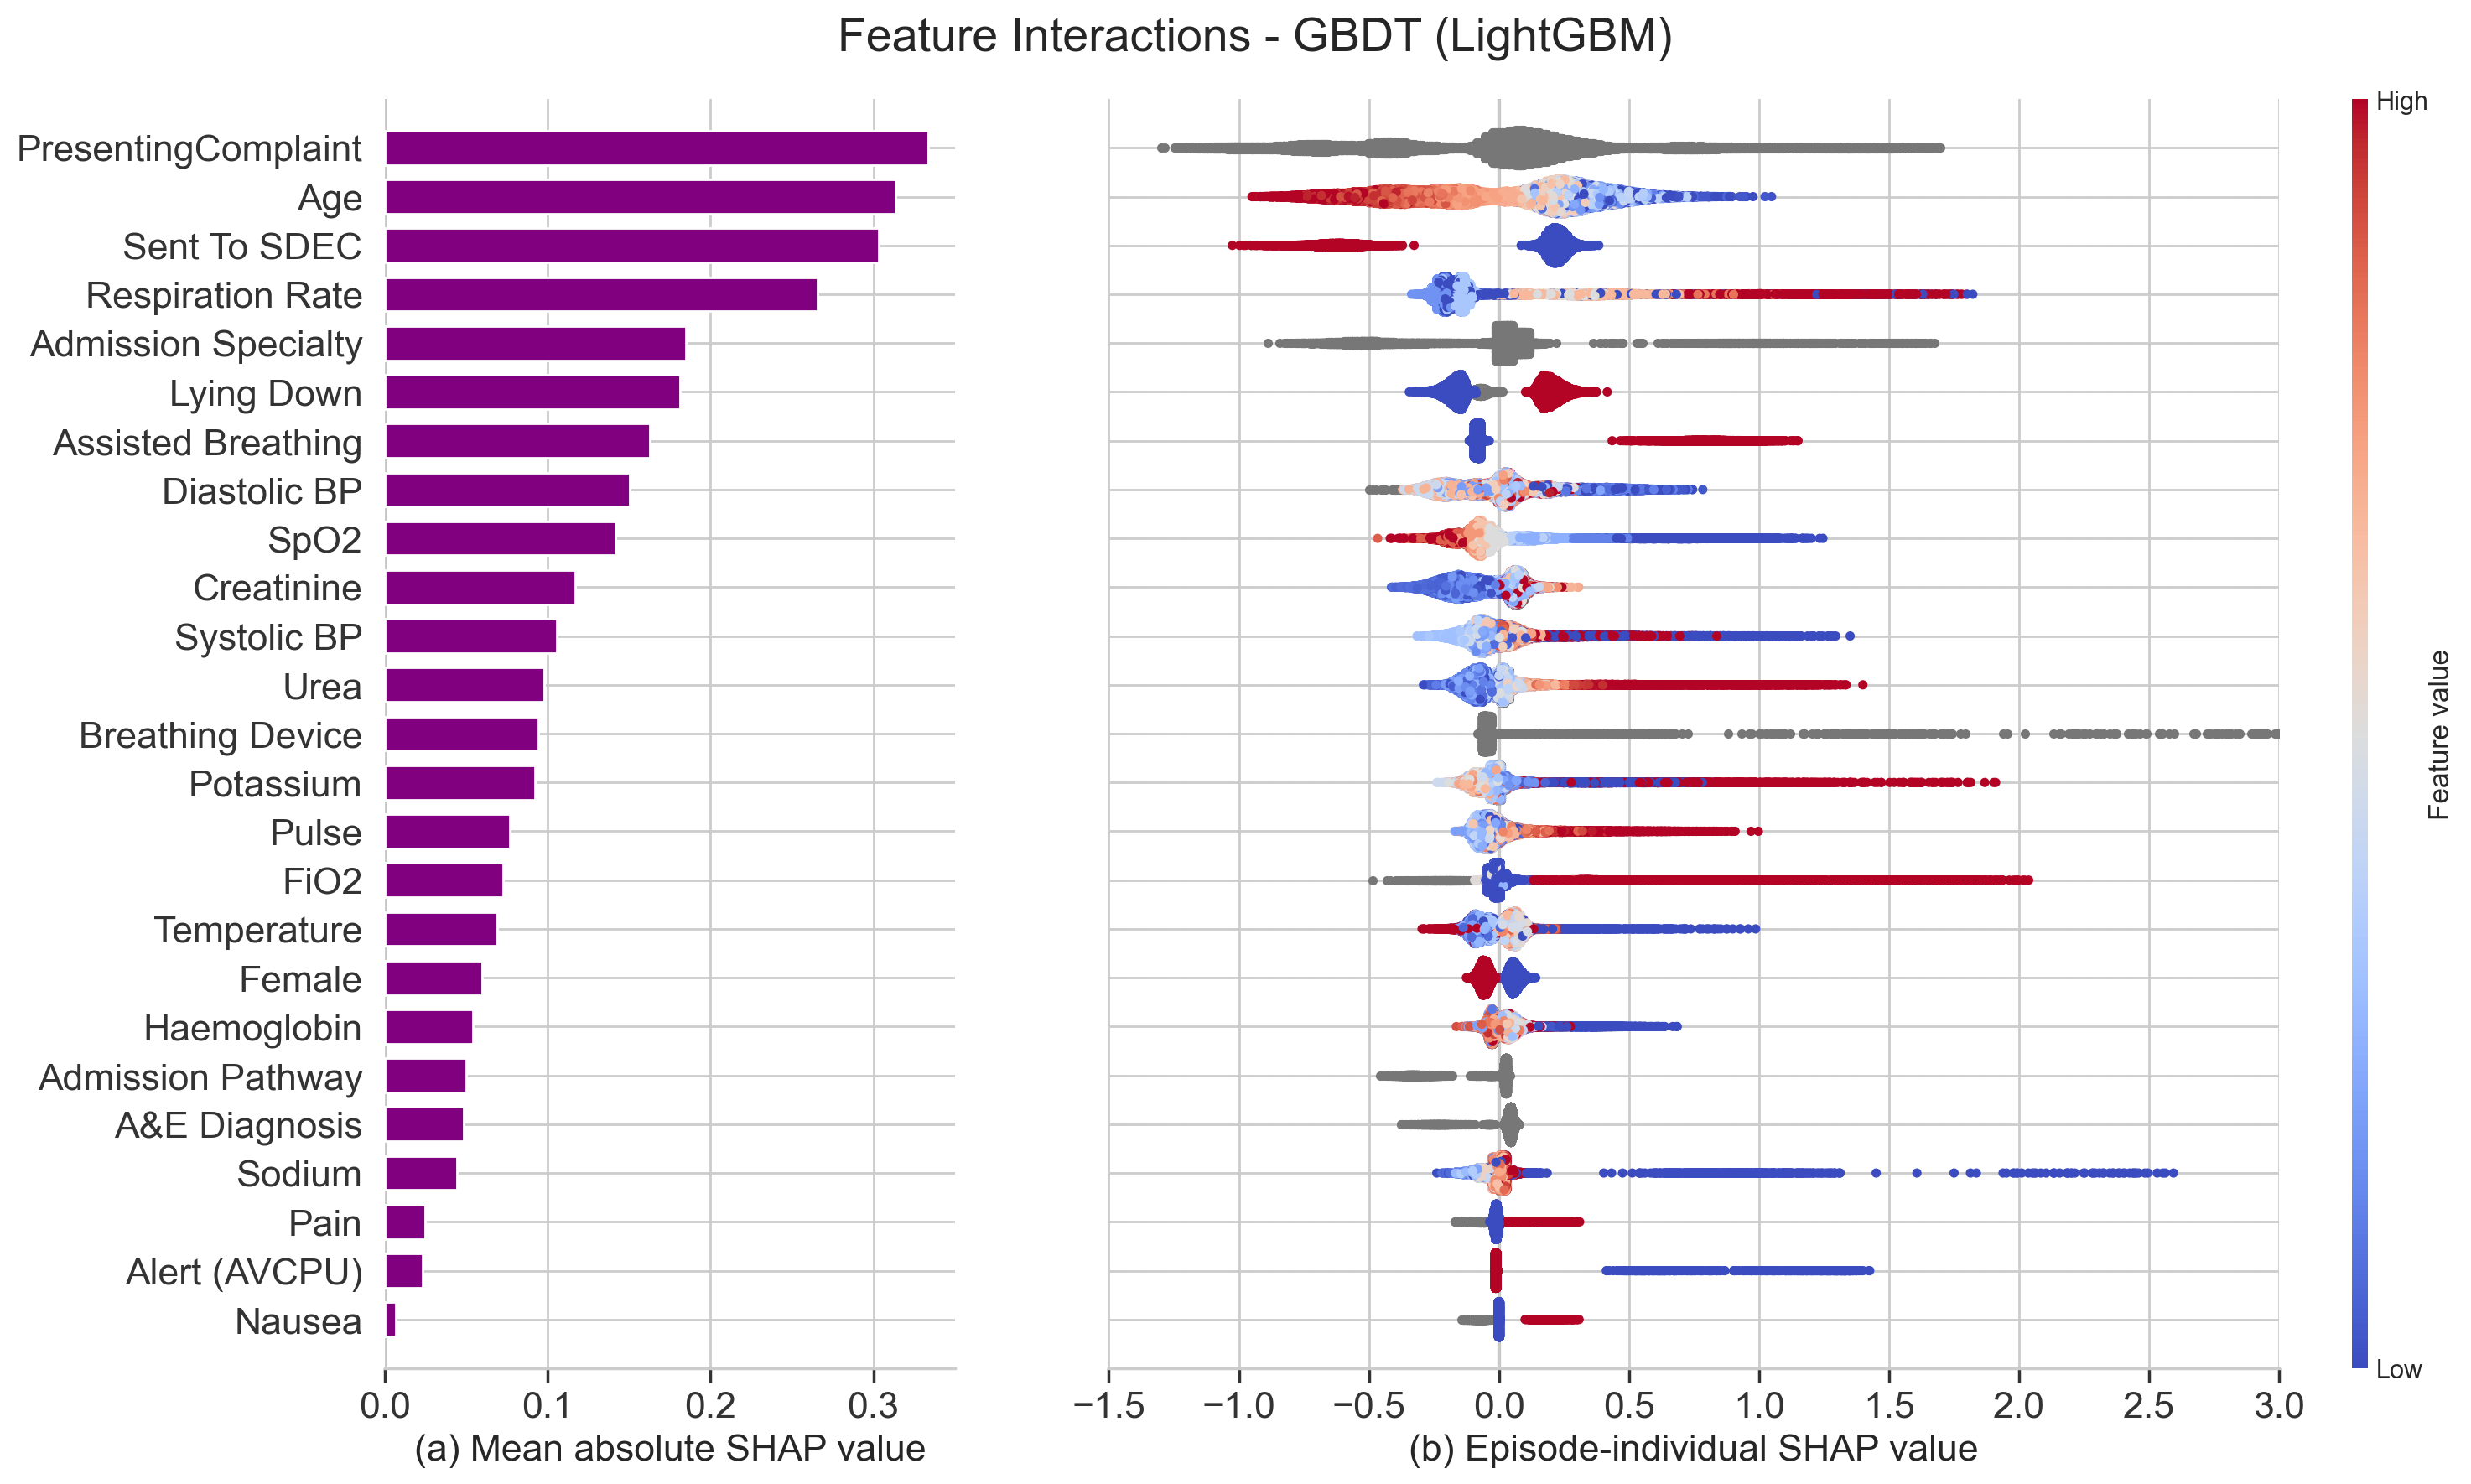 Feature Interactions - GBDT (LightGBM)
PresentingComplaint
Age
Sent To SDEC
Respiration Rate
Admission Specialty
Lying Down
Assisted Breathing
Diastolic BP
SpO2
Creatinine
Systolic BP
Urea
Breathing Device
Potassium
Pulse
FiO2
Temperature
Female
Haemoglobin
Admission Pathway
A&E Diagnosis
Sodium
Pain
Alert (AVCPU)
Nausea
0.0 0.1 0.2 0.3
(a) Mean absolute SHAP value
−1.5 −1.0 −0.5 0.0 0.5 1.0 1.5 2.0 2.5 3.0
(b) Episode-individual SHAP value
High
Feature value
Low